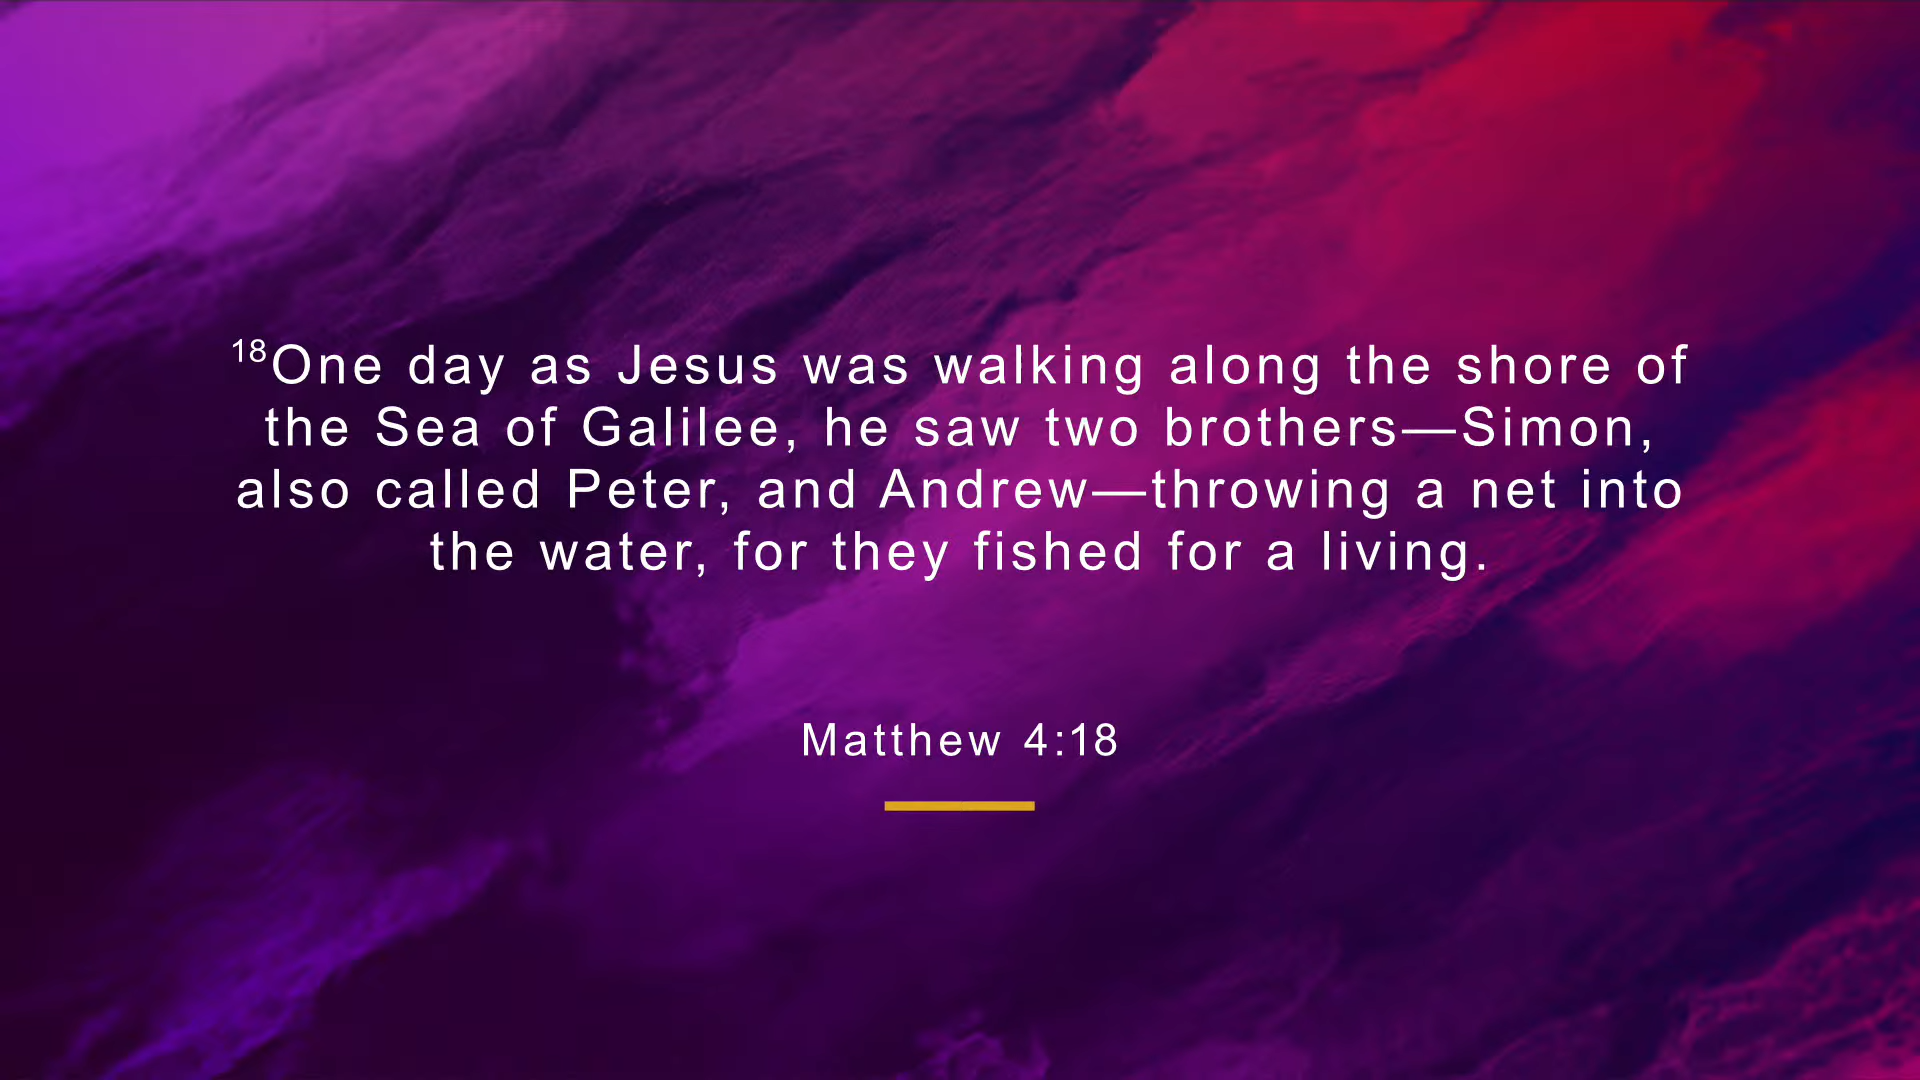 18One day as Jesus was walking along the shore of
the Sea of Galilee, he saw two brothers—Simon,
also called Peter, and Andrew—throwing a net into
the water, for they fished for a living.
Matthew 4:18